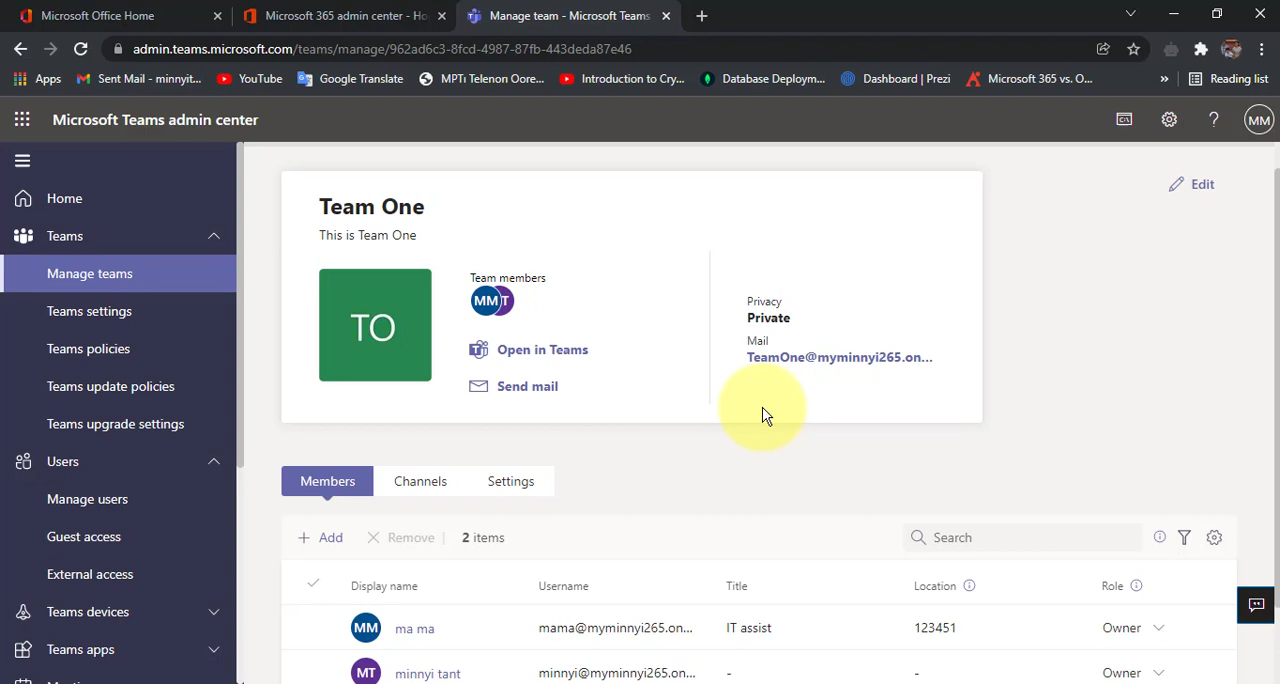 Microsoft Office Home
Microsoft 365 admin center - Ho
Manage team - Microsoft Teams
admin.teams.microsoft.com/teams/manage/962ad6c3-8fcd-4987-87fb-443deda87e46
Apps
Sent Mail - minnyit...
YouTube
Google Translate
MPTi Telenon Oore...
Introduction to Cry...
Database Deploym...
Dashboard | Prezi
Microsoft 365 vs. O...
»
Reading list
Microsoft Teams admin center
MM
Home
Teams
Manage teams
Teams settings
Teams policies
Teams update policies
Teams upgrade settings
Users
Manage users
Guest access
External access
Teams devices
Teams apps
Team One
This is Team One
TO
Team members
MM T
Open in Teams
Send mail
Privacy
Private
Mail
TeamOne@myminnyi265.on...
Edit
Members Channels Settings
Add Remove 2 items Search
Display name Username Title Location Role
MM ma ma mama@myminnyi265.on... IT assist 123451 Owner
MT minnyi tant minnyi@myminnyi265.on... - - Owner